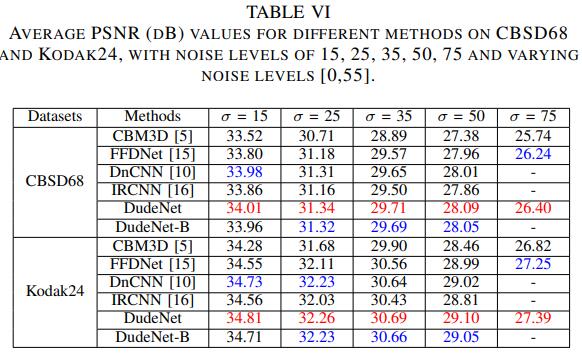 TABLE VI
AVERAGE PSNR (DB) VALUES FOR DIFFERENT METHODS ON CBSD68
AND KODAK24, WITH NOISE LEVELS OF 15, 25, 35, 50, 75 AND VARYING
NOISE LEVELS [0,55].
Datasets Methods σ = 15 σ = 25 σ = 35 σ = 50 σ = 75
CBSD68
CBM3D [5] 33.52 30.71 28.89 27.38 25.74
FFDNet [15] 33.80 31.18 29.57 27.96 26.24
DnCNN [10] 33.98 31.31 29.65 28.01 -
IRCNN [16] 33.86 31.16 29.50 27.86 -
DudeNet 34.01 31.34 29.71 28.09 26.40
DudeNet-B 33.96 31.32 29.69 28.05 -
Kodak24
CBM3D [5] 34.28 31.68 29.90 28.46 26.82
FFDNet [15] 34.55 32.11 30.56 28.99 27.25
DnCNN [10] 34.73 32.23 30.64 29.02 -
IRCNN [16] 34.56 32.03 30.43 28.81 -
DudeNet 34.81 32.26 30.69 29.10 27.39
DudeNet-B 34.71 32.23 30.66 29.05 -